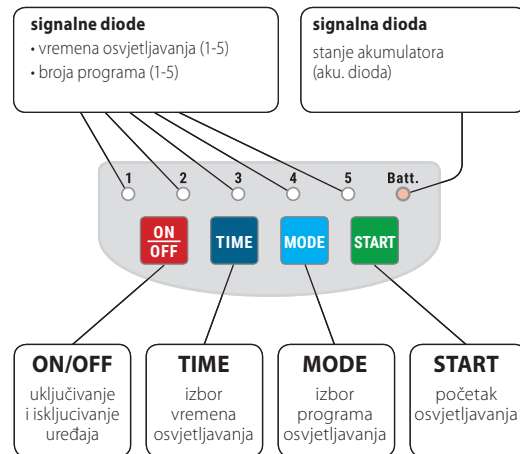 signalne diode
• vremena osvjetljavanja (1-5)
• broja programa (1-5)
signalna dioda
stanje akumulatora
(aku. dioda)
1 2 3 4 5 Batt.
ON
OFF
TIME
MODE
START
ON/OFF
uključivanje
i iskljucivanje
uređaja
TIME
izbor
vremena
osvjetljavanja
MODE
izbor
programa
osvjetljavanja
START
početak
osvjetljavanja